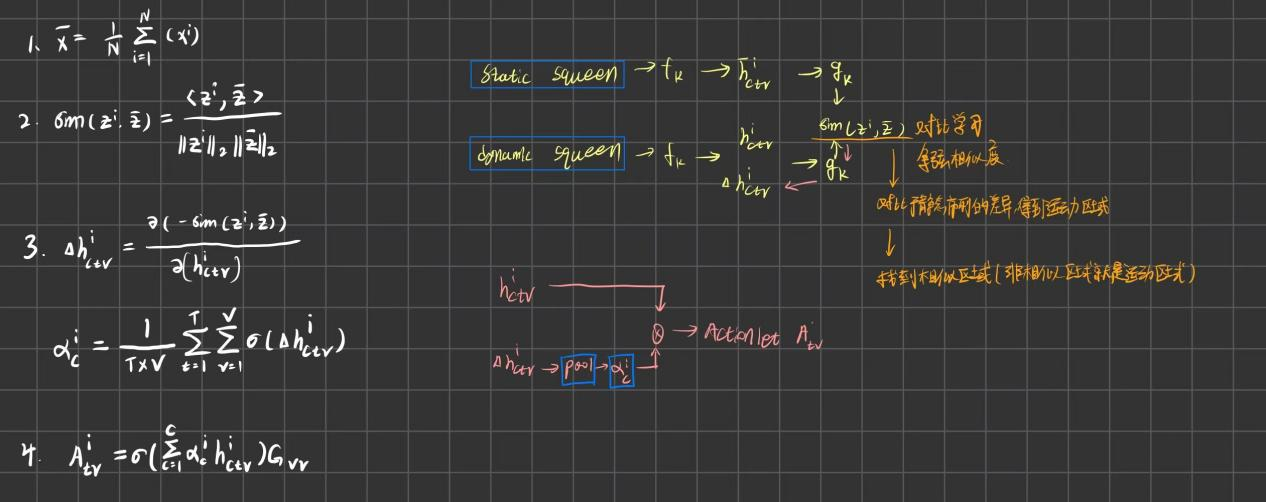 1、 x̄ = 1/N Σ_{i=1}^{N} (x^i)
2. sim(z^i, z̄) = <z^i, z̄> / ‖z^i‖₂ ‖z̄‖₂
3. Δh^i_{ctv} = ∂(-sim(z^i, z̄)) / ∂(h^i_{ctv})
α^i_c = 1/(T×V) Σ_{t=1}^{T} Σ_{v=1}^{V} σ(Δh^i_{ctv})
4. A^i_{tv} = σ(Σ_{c=1}^{C} α^i_c h^i_{ctv}) G_{vv}
Static squeen → f_k → h̄^i_{ctv} → g_k
↓
sim(z^i, z̄) 对比学习
dynamic squeen → f_k → h^i_{ctv} → g_k
Δh^i_{ctv} ←
相似度
↓
对比 的差异,得到运动区域
↓
找到相似区域(非相似区域就是运动区域)
h^i_{ctv}
⊗ → Actionlet A^i_{tv}
Δh^i_{ctv} → pool → α^i_c